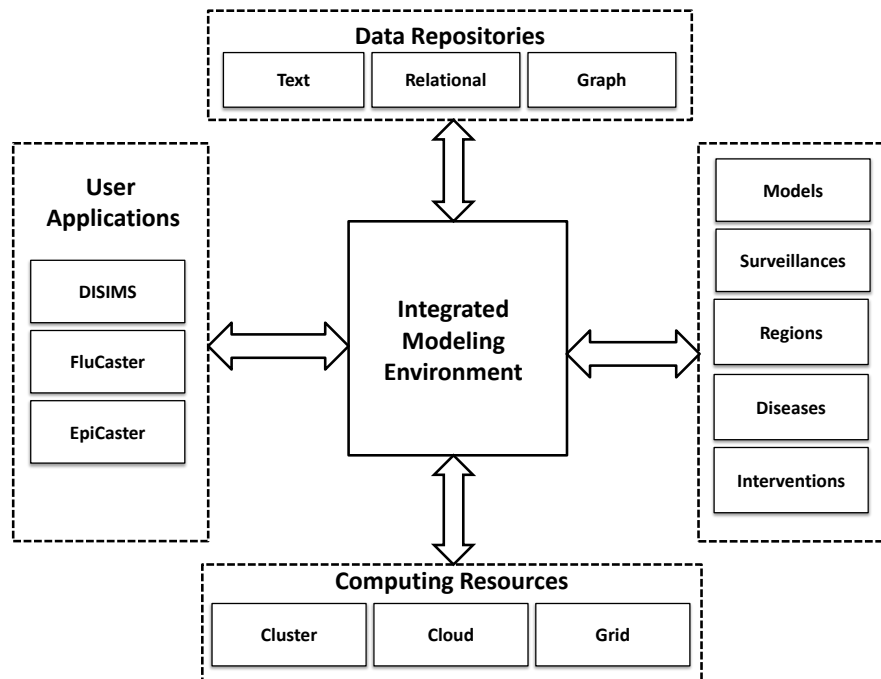 Data Repositories
Text
Relational
Graph
User
Applications
DISIMS
FluCaster
EpiCaster
Integrated
Modeling
Environment
Models
Surveillances
Regions
Diseases
Interventions
Computing Resources
Cluster
Cloud
Grid